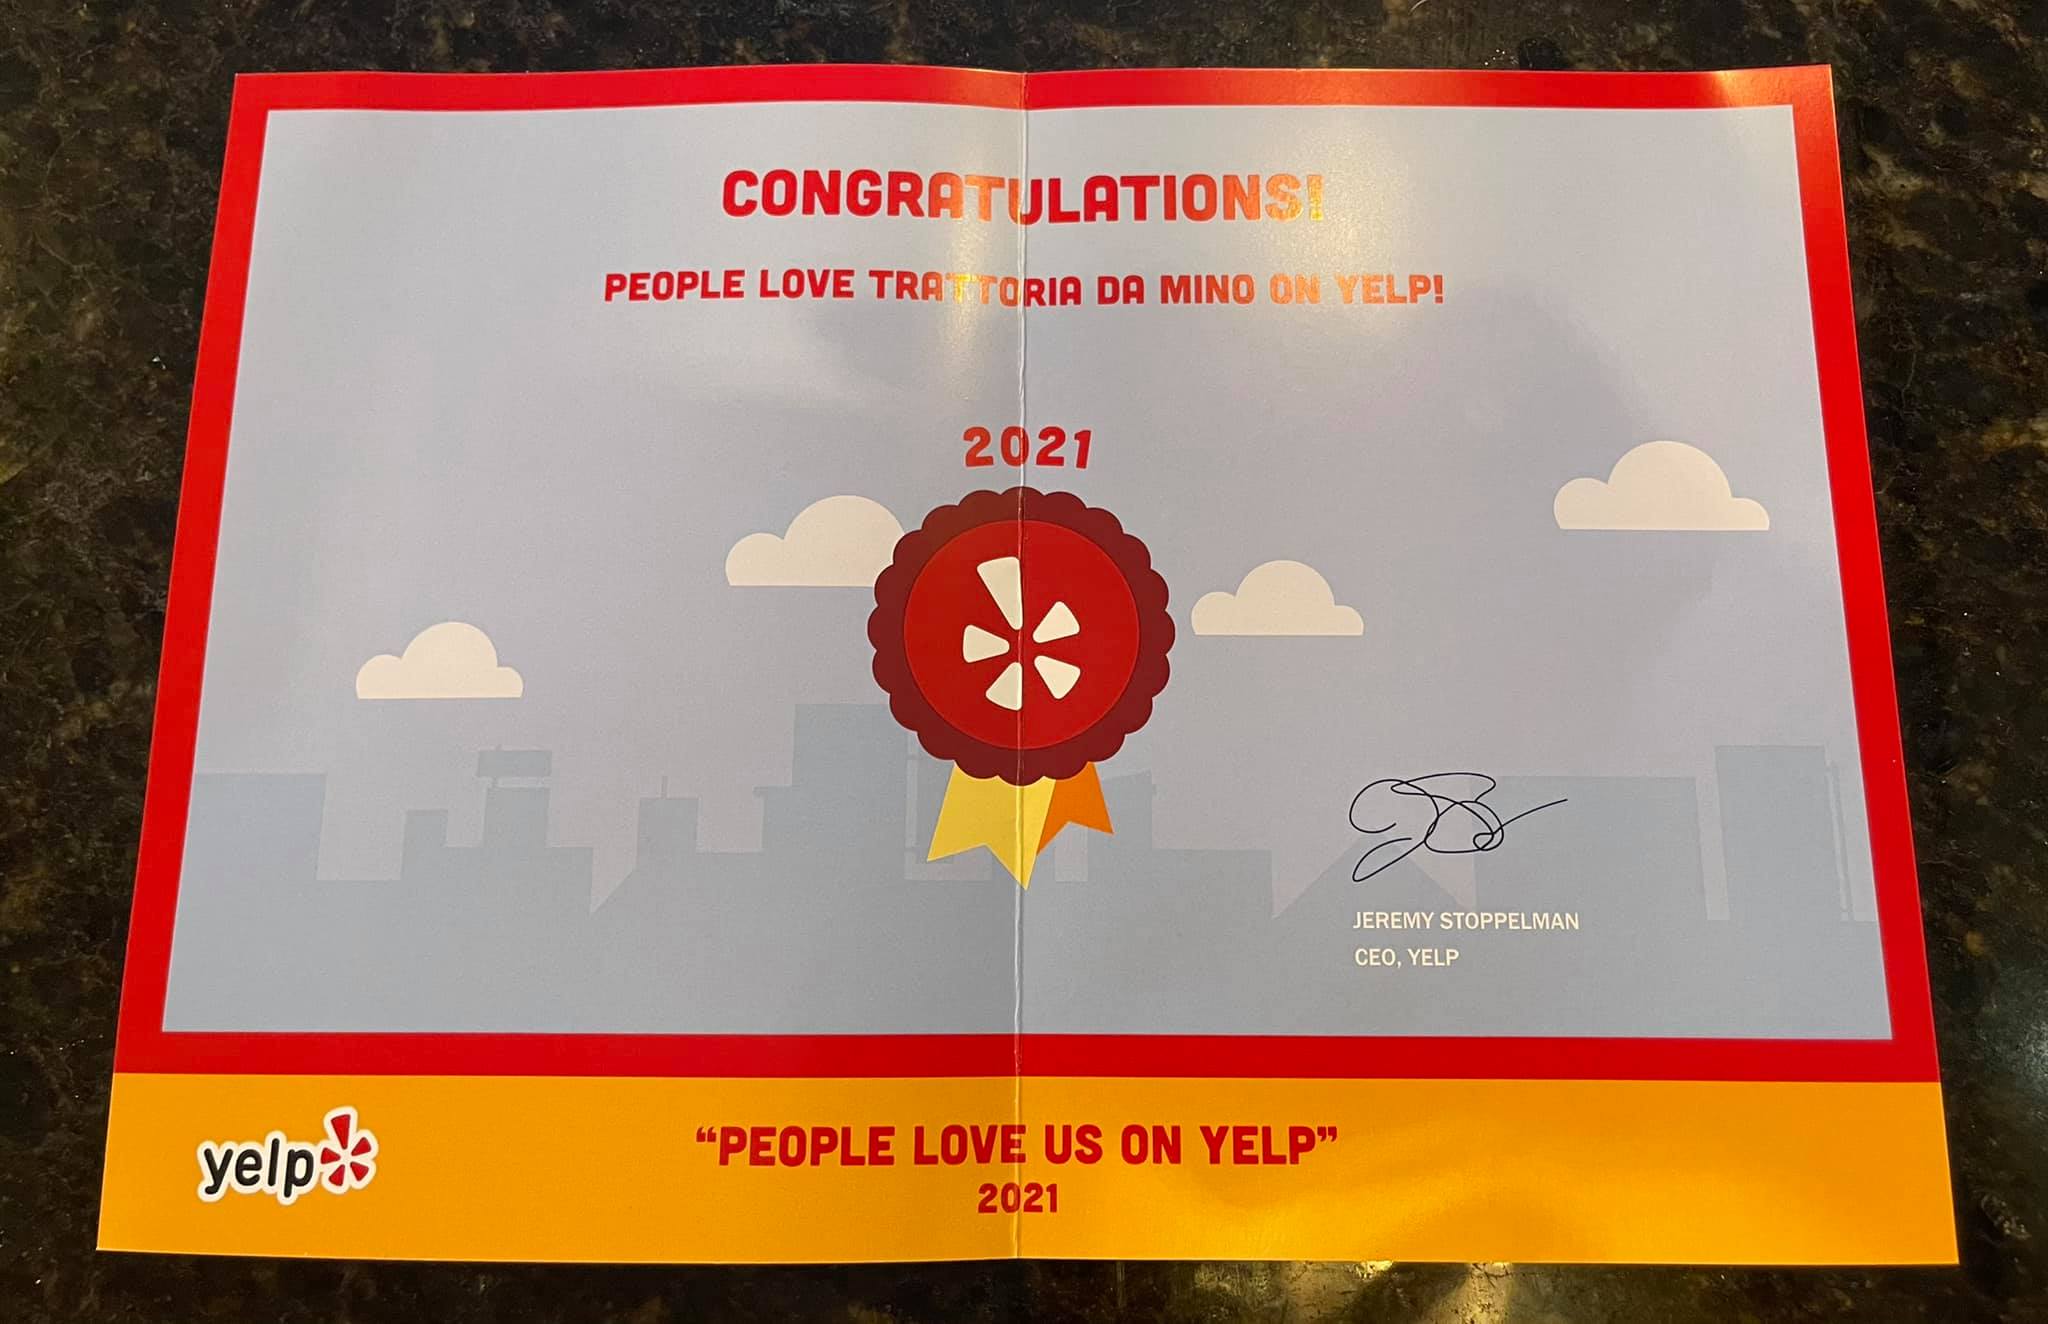 CONGRATULATIONS!
PEOPLE LOVE TRATTORIA DA MINO ON YELP!
2021
JEREMY STOPPELMAN
CEO, YELP
yelp
“PEOPLE LOVE US ON YELP”
2021